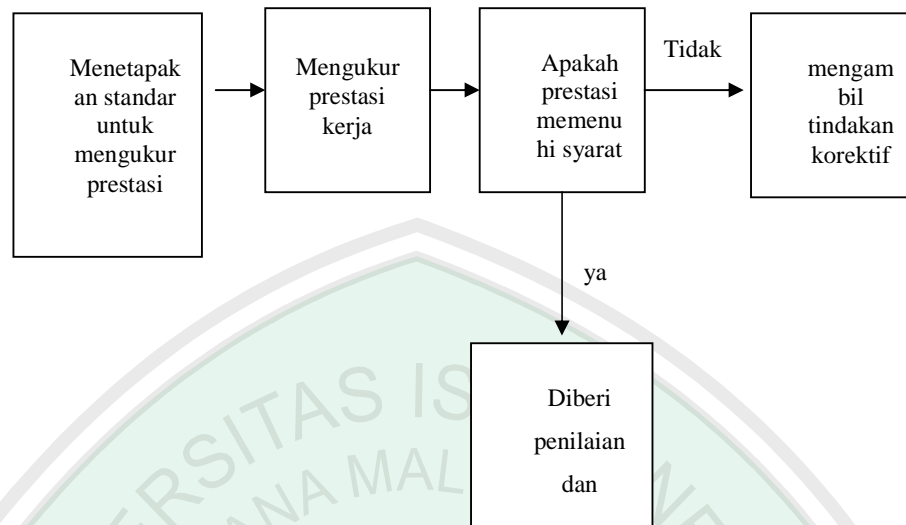 Menetapak
an standar
untuk
mengukur
prestasi
Mengukur
prestasi
kerja
Apakah
prestasi
memenu
hi syarat
Tidak
mengam
bil
tindakan
korektif
ya
Diberi
penilaian
dan